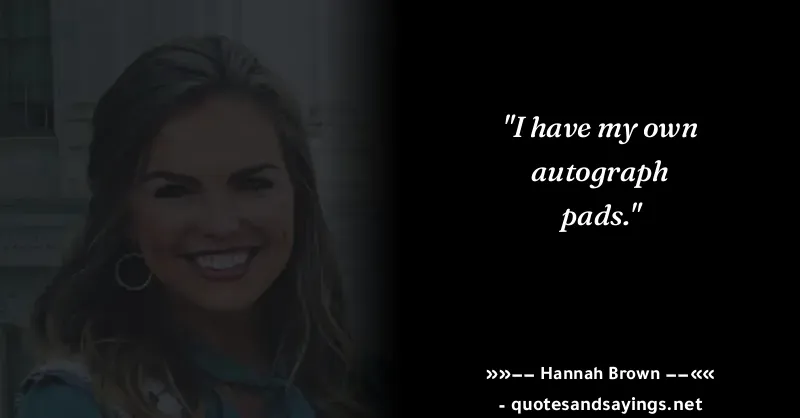 "I have my own
autograph
pads."
»»−− Hannah Brown −−««
- quotesandsayings.net